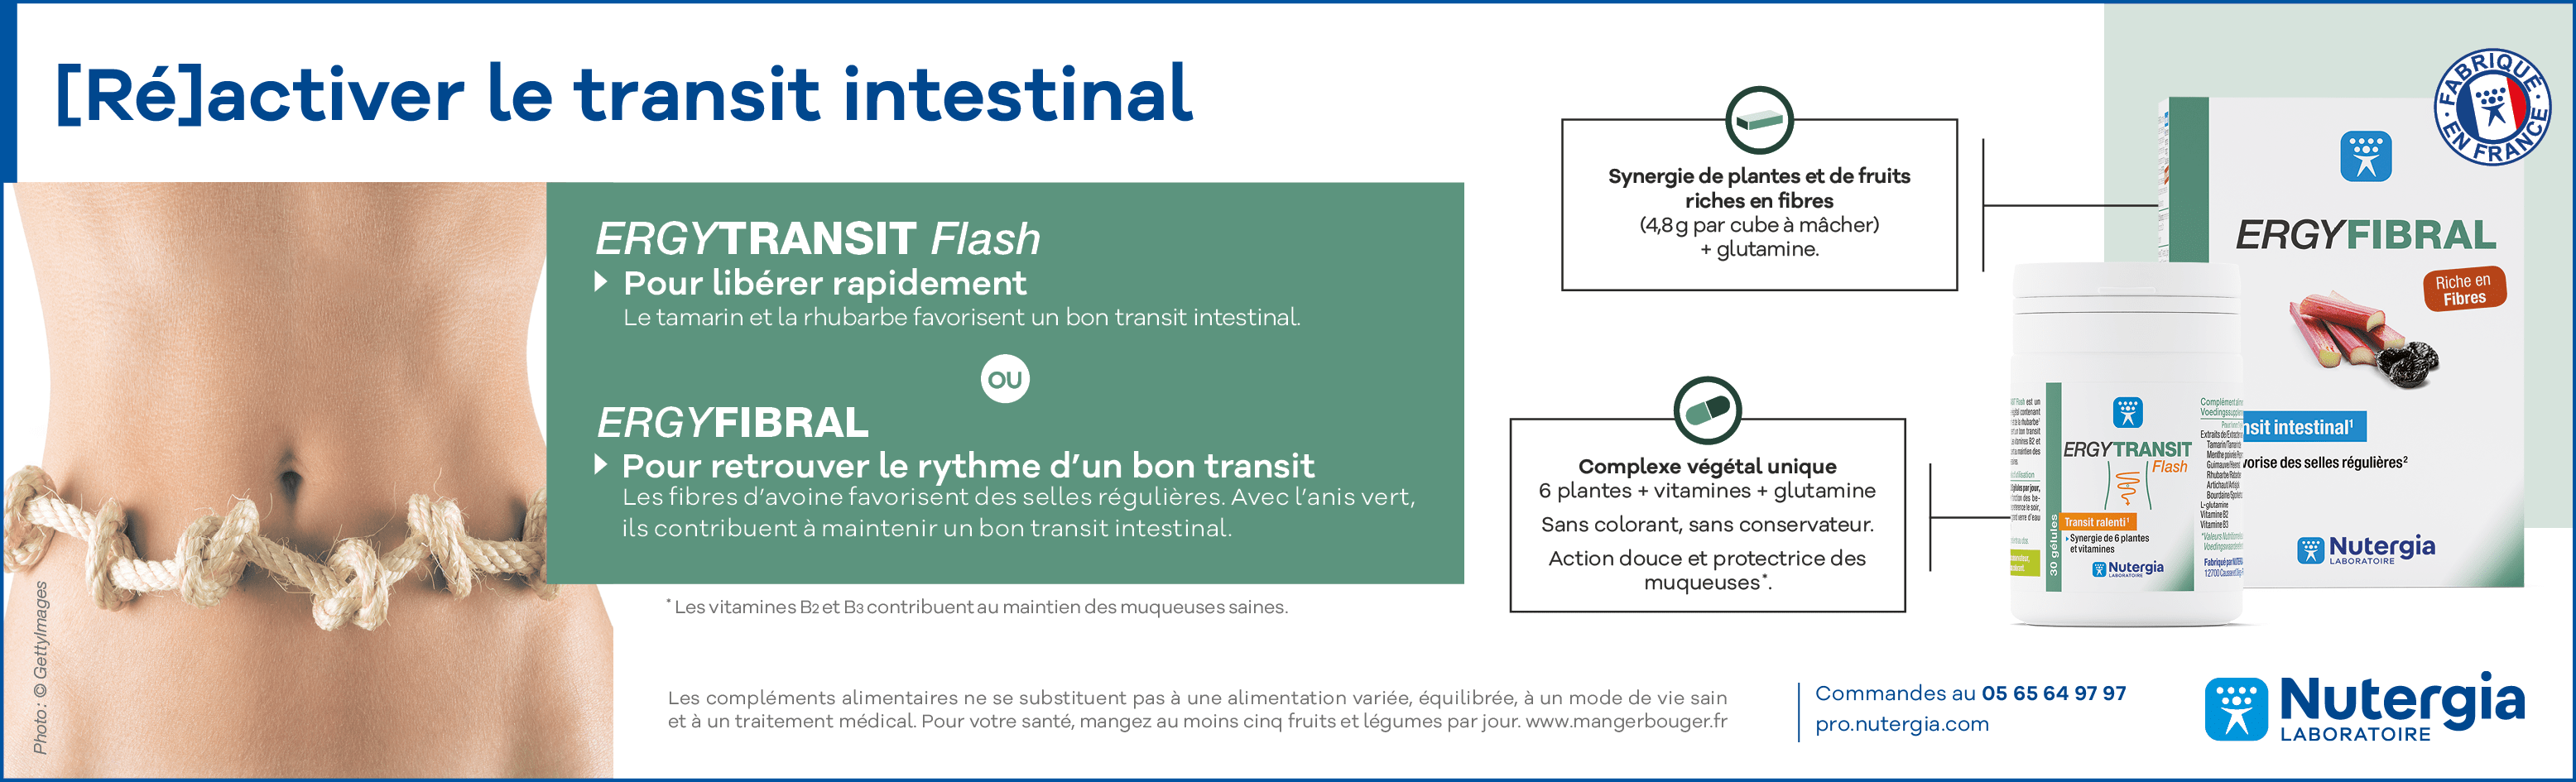 [Ré]activer le transit intestinal
ERGYTRANSIT Flash
Pour libérer rapidement
Le tamarin et la rhubarbe favorisent un bon transit intestinal.
OU
ERGYFIBRAL
Pour retrouver le rythme d'un bon transit
Les fibres d'avoine favorisent des selles régulières. Avec l'anis vert,
ils contribuent à maintenir un bon transit intestinal.
* Les vitamines B2 et B3 contribuent au maintien des muqueuses saines.
Photo : © GettyImages
Synergie de plantes et de fruits
riches en fibres
(4,8 g par cube à mâcher)
+ glutamine.
Complexe végétal unique
6 plantes + vitamines + glutamine
Sans colorant, sans conservateur.
Action douce et protectrice des
muqueuses*.
FABRIQUÉ
EN FRANCE
ERGYFIBRAL
Riche en
Fibres
nsit intestinal¹
vorise des selles régulières²
Nutergia
LABORATOIRE
ERGYTRANSIT
Flash
Transit ralenti¹
Synergie de 6 plantes
et vitamines
Nutergia
LABORATOIRE
30 gélules
L-glutamine
Vitamine B2
Vitamine B3
Les compléments alimentaires ne se substituent pas à une alimentation variée, équilibrée, à un mode de vie sain
et à un traitement médical. Pour votre santé, mangez au moins cinq fruits et légumes par jour. www.mangerbouger.fr
Commandes au 05 65 64 97 97
pro.nutergia.com
Nutergia
LABORATOIRE